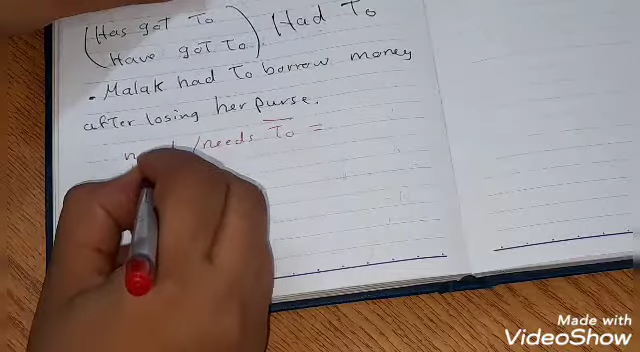 (Has got To
Have got To) Had To
• Malak had To borrow money
after losing her purse.
/needs To =
Made with
VideoShow